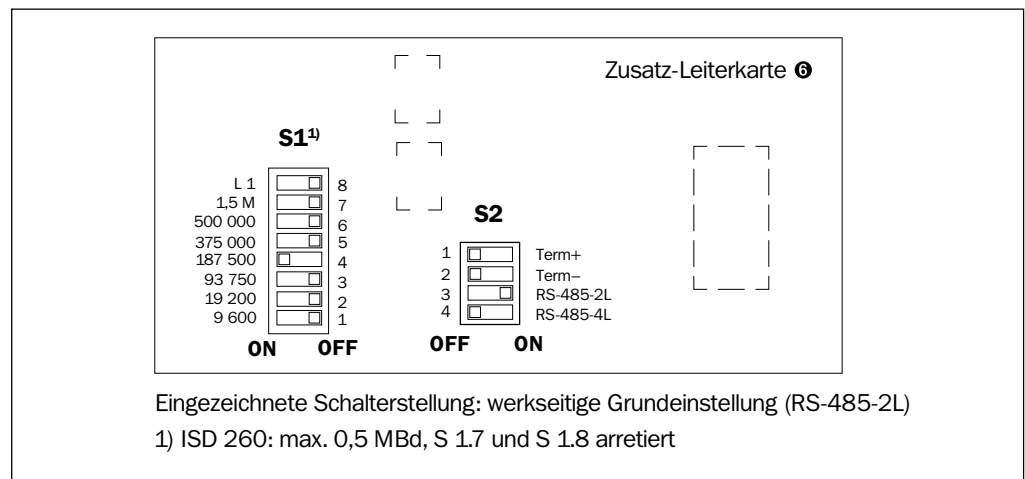 Zusatz-Leiterkarte ❻
S1¹⁾
L 1 8
1,5 M 7
500 000 6
375 000 5
187 500 4
93 750 3
19 200 2
9 600 1
ON OFF
S2
1 Term+
2 Term–
3 RS-485-2L
4 RS-485-4L
OFF ON
Eingezeichnete Schalterstellung: werkseitige Grundeinstellung (RS-485-2L)
1) ISD 260: max. 0,5 MBd, S 1.7 und S 1.8 arretiert